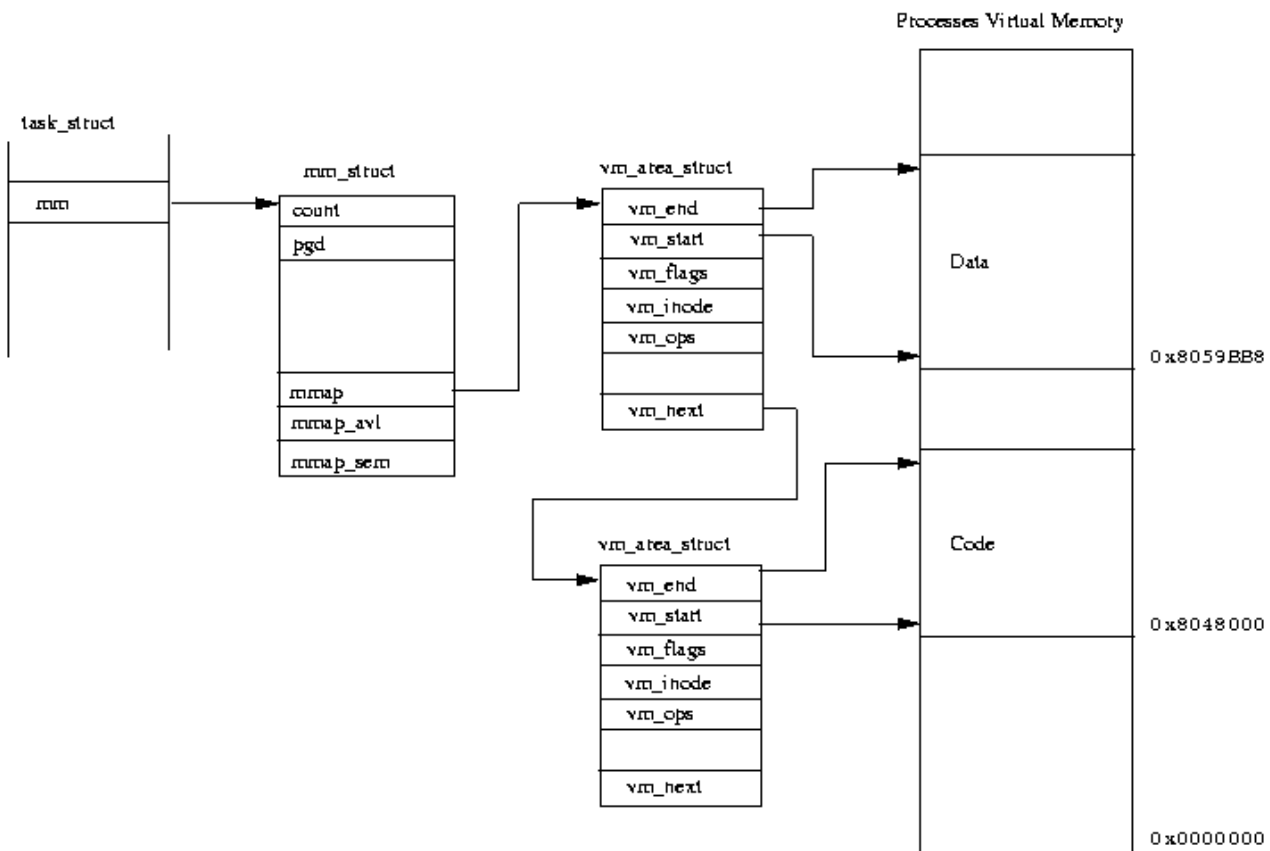 Processes Virtual Memory
task_struct
mm
mm_struct
count
pgd
mmap
mmap_avl
mmap_sem
vm_area_struct
vm_end
vm_start
vm_flags
vm_inode
vm_ops
vm_next
vm_area_struct
vm_end
vm_start
vm_flags
vm_inode
vm_ops
vm_next
Data
0x8059BB8
Code
0x8048000
0x0000000